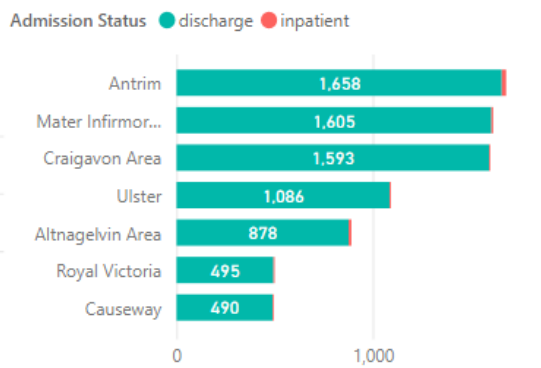 Admission Status discharge inpatient
Antrim 1,658
Mater Infirmor... 1,605
Craigavon Area 1,593
Ulster 1,086
Altnagelvin Area 878
Royal Victoria 495
Causeway 490
0 1,000